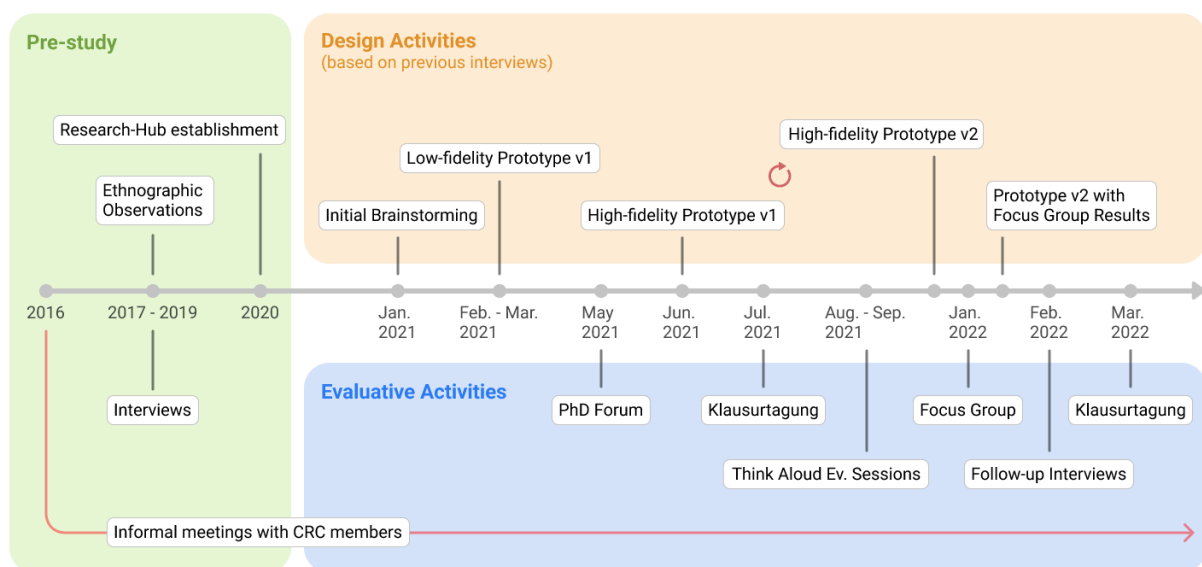 Pre-study
Design Activities
(based on previous interviews)
Research-Hub establishment
High-fidelity Prototype v2
Low-fidelity Prototype v1
Ethnographic
Observations
Initial Brainstorming
High-fidelity Prototype v1
Prototype v2 with
Focus Group Results
2016
2017 - 2019
2020
Jan.
2021
Feb. - Mar.
2021
May
2021
Jun.
2021
Jul.
2021
Aug. - Sep.
2021
Jan.
2022
Feb.
2022
Mar.
2022
Evaluative Activities
Interviews
PhD Forum
Klausurtagung
Focus Group
Klausurtagung
Think Aloud Ev. Sessions
Follow-up Interviews
Informal meetings with CRC members